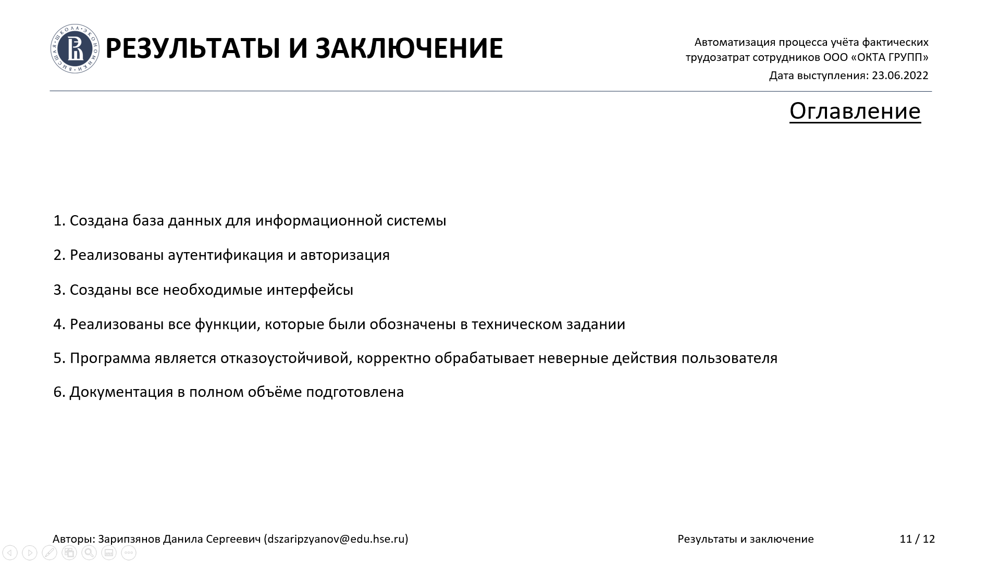 ВЫСШАЯ ШКОЛА ЭКОНОМИКИ
РЕЗУЛЬТАТЫ И ЗАКЛЮЧЕНИЕ
Автоматизация процесса учёта фактических
трудозатрат сотрудников ООО «ОКТА ГРУПП»
Дата выступления: 23.06.2022
Оглавление
1. Создана база данных для информационной системы
2. Реализованы аутентификация и авторизация
3. Созданы все необходимые интерфейсы
4. Реализованы все функции, которые были обозначены в техническом задании
5. Программа является отказоустойчивой, корректно обрабатывает неверные действия пользователя
6. Документация в полном объёме подготовлена
Авторы: Зарипзянов Данила Сергеевич (dszaripzyanov@edu.hse.ru)
Результаты и заключение
11 / 12